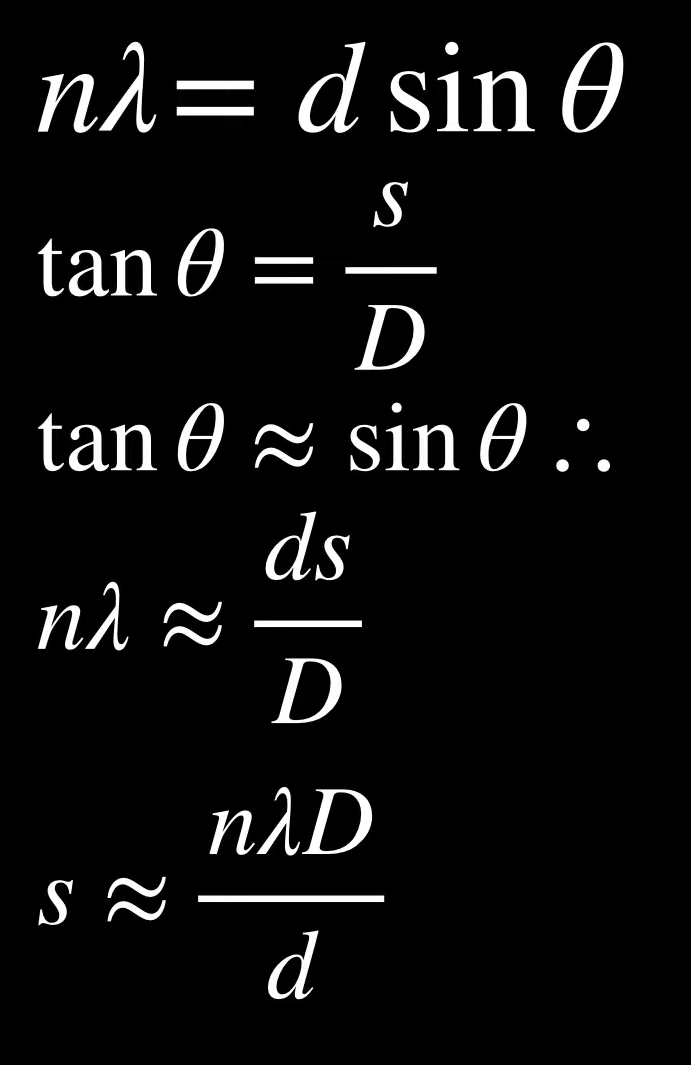 nλ = d sin θ
tan θ = s/D
tan θ ≈ sin θ ∴
nλ ≈ ds/D
s ≈ nλD/d